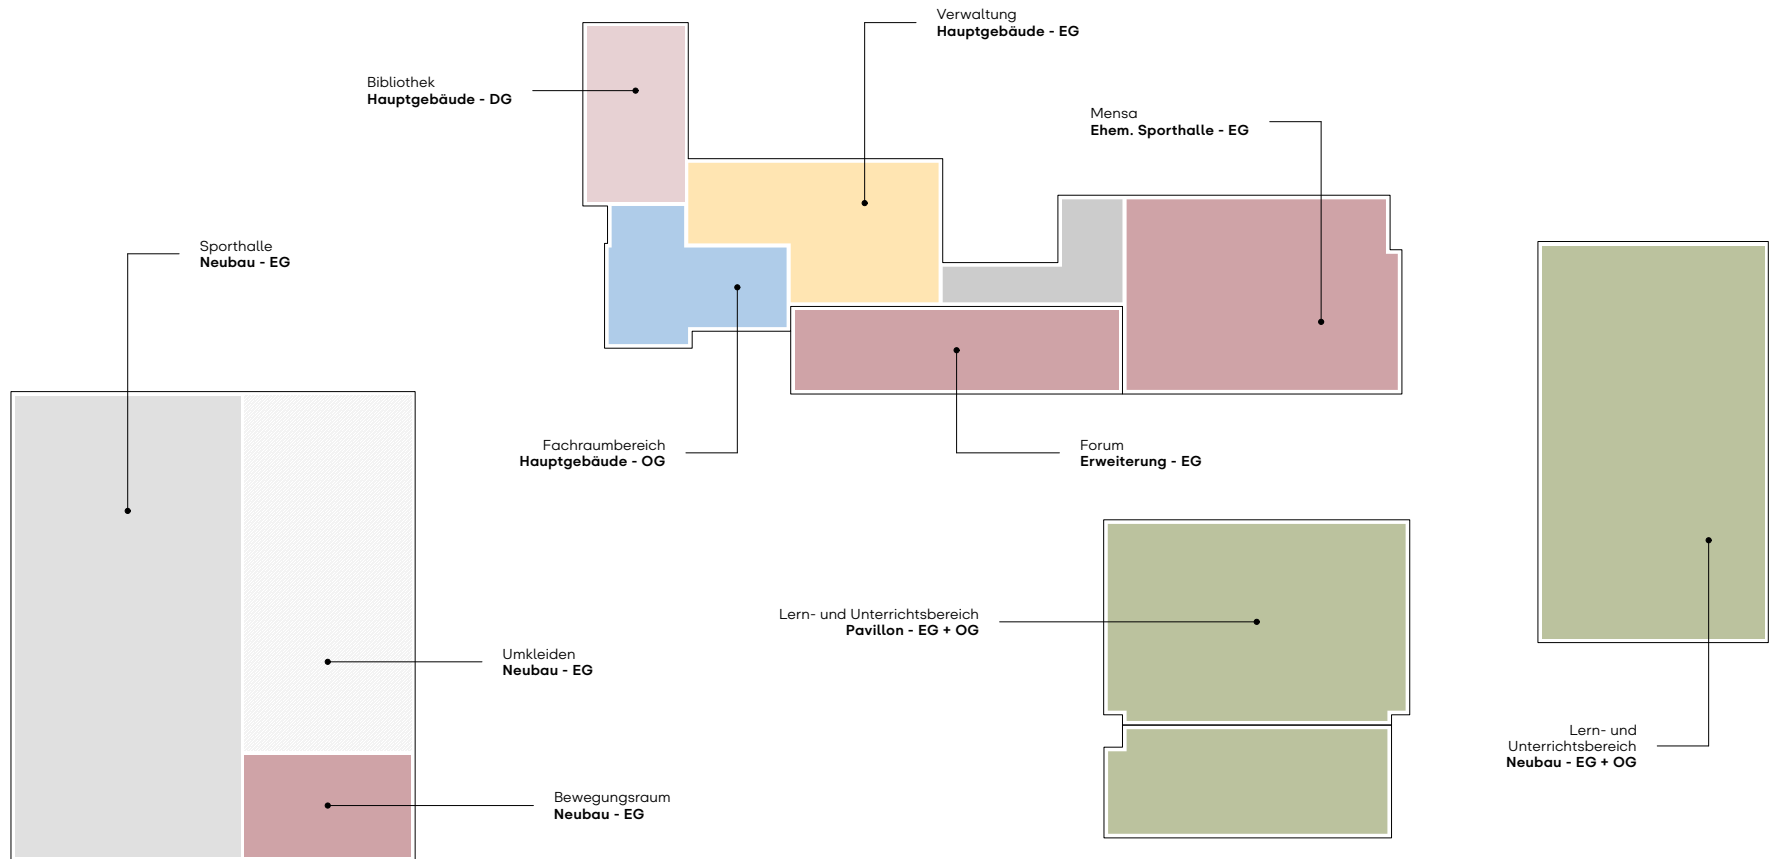 Verwaltung
Hauptgebäude - EG
Bibliothek
Hauptgebäude - DG
Mensa
Ehem. Sporthalle - EG
Sporthalle
Neubau - EG
Fachraumbereich
Hauptgebäude - OG
Forum
Erweiterung - EG
Lern- und Unterrichtsbereich
Pavillon - EG + OG
Umkleiden
Neubau - EG
Lern- und
Unterrichtsbereich
Neubau - EG + OG
Bewegungsraum
Neubau - EG